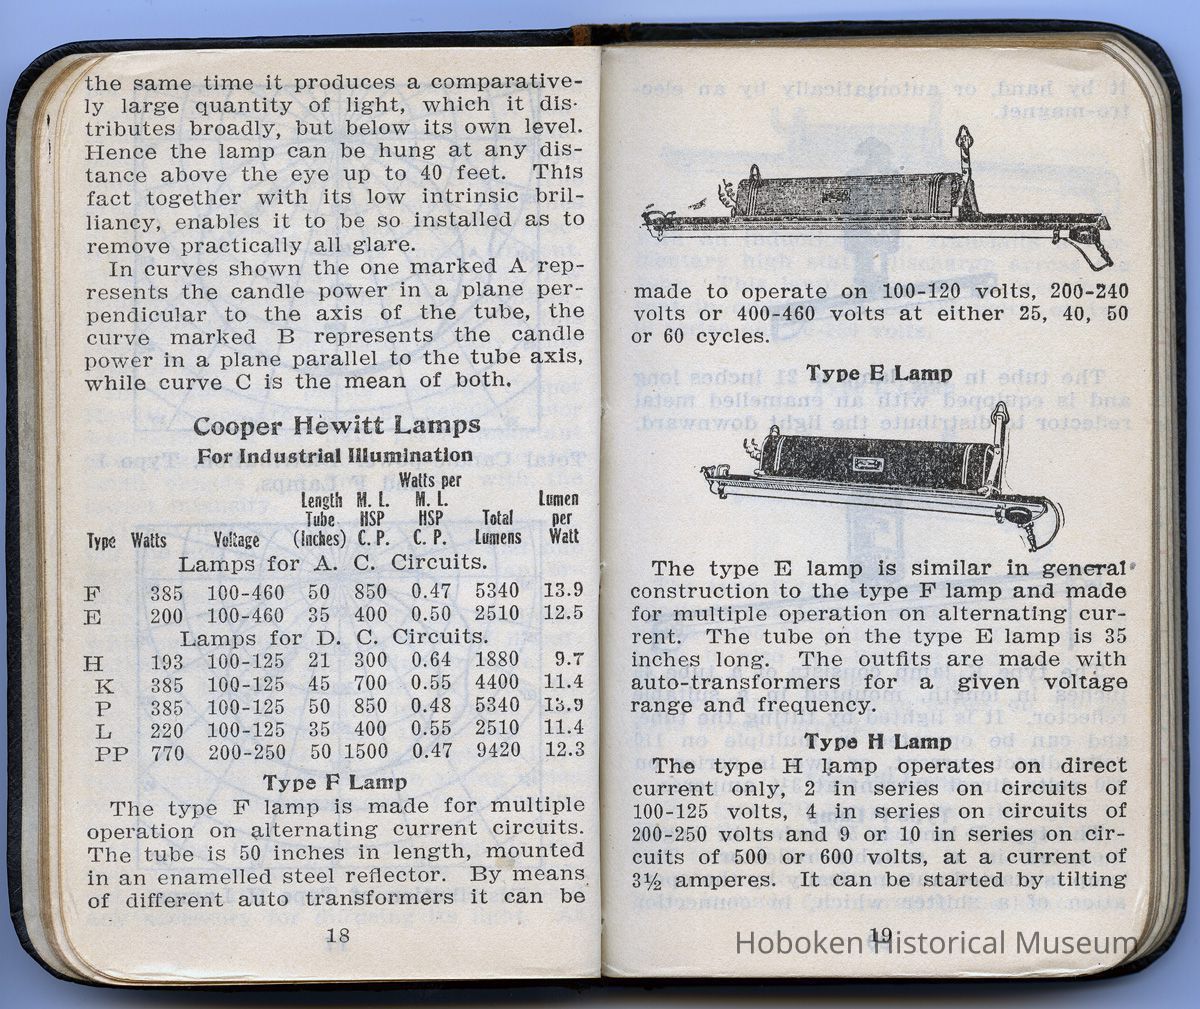 the same time it produces a comparative-
ly large quantity of light, which it dis-
tributes broadly, but below its own level.
Hence the lamp can be hung at any dis-
tance above the eye up to 40 feet. This
fact together with its low intrinsic bril-
liancy, enables it to be so installed as to
remove practically all glare.
In curves shown the one marked A rep-
resents the candle power in a plane per-
pendicular to the axis of the tube, the
curve marked B represents the candle
power in a plane parallel to the tube axis,
while curve C is the mean of both.
Cooper Hewitt Lamps
For Industrial Illumination
Type Watts Voltage Length Tube (Inches) M. L. HSP C. P. Watts per M. L. HSP C. P. Total Lumens Lumen per Watt
Lamps for A. C. Circuits.
F 385 100-460 50 850 0.47 5340 13.9
E 200 100-460 35 400 0.50 2510 12.5
Lamps for D. C. Circuits.
H 193 100-125 21 300 0.64 1880 9.7
K 385 100-125 45 700 0.55 4400 11.4
P 385 100-125 50 850 0.48 5340 13.9
L 220 100-125 35 400 0.55 2510 11.4
PP 770 200-250 50 1500 0.47 9420 12.3
Type F Lamp
The type F lamp is made for multiple
operation on alternating current circuits.
The tube is 50 inches in length, mounted
in an enamelled steel reflector. By means
of different auto transformers it can be
18
made to operate on 100-120 volts, 200-240
volts or 400-460 volts at either 25, 40, 50
or 60 cycles.
Type E Lamp
The type E lamp is similar in general
construction to the type F lamp and made
for multiple operation on alternating cur-
rent. The tube on the type E lamp is 35
inches long. The outfits are made with
auto-transformers for a given voltage
range and frequency.
Type H Lamp
The type H lamp operates on direct
current only, 2 in series on circuits of
100-125 volts, 4 in series on circuits of
200-250 volts and 9 or 10 in series on cir-
cuits of 500 or 600 volts, at a current of
3½ amperes. It can be started by tilting
19
Hoboken Historical Museum